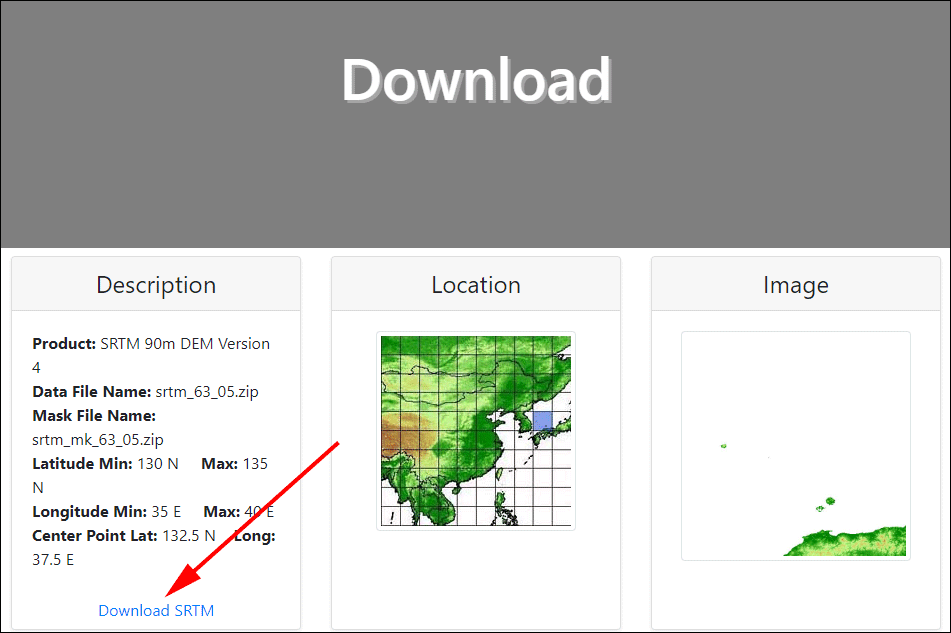 Download
Description
Product: SRTM 90m DEM Version
4
Data File Name: srtm_63_05.zip
Mask File Name:
srtm_mk_63_05.zip
Latitude Min: 130 N Max: 135
N
Longitude Min: 35 E Max: 40 E
Center Point Lat: 132.5 N Long:
37.5 E
Download SRTM
Location
Image